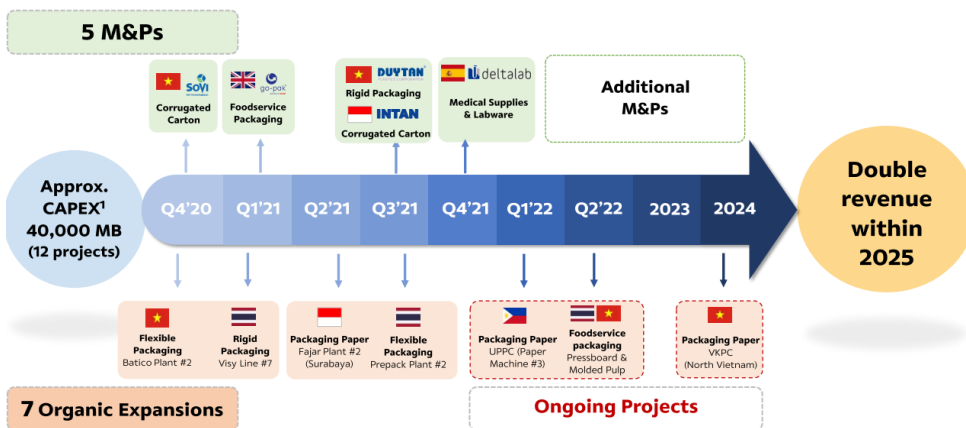 5 M&Ps
SOVI
Corrugated
Carton
go-pak
Foodservice
Packaging
DUYTAN
Rigid Packaging
INTAN
Corrugated Carton
deltalab
Medical Supplies
& Labware
Additional
M&Ps
Approx.
CAPEX¹
40,000 MB
(12 projects)
Q4'20
Q1'21
Q2'21
Q3'21
Q4'21
Q1'22
Q2'22
2023
2024
Double
revenue
within
2025
Flexible
Packaging
Batico Plant #2
Rigid
Packaging
Visy Line #7
Packaging Paper
Fajar Plant #2
(Surabaya)
Flexible
Packaging
Prepack Plant #2
Packaging Paper
UPPC (Paper
Machine #3)
Foodservice
packaging
Pressboard &
Molded Pulp
Packaging Paper
VKPC
(North Vietnam)
7 Organic Expansions
Ongoing Projects